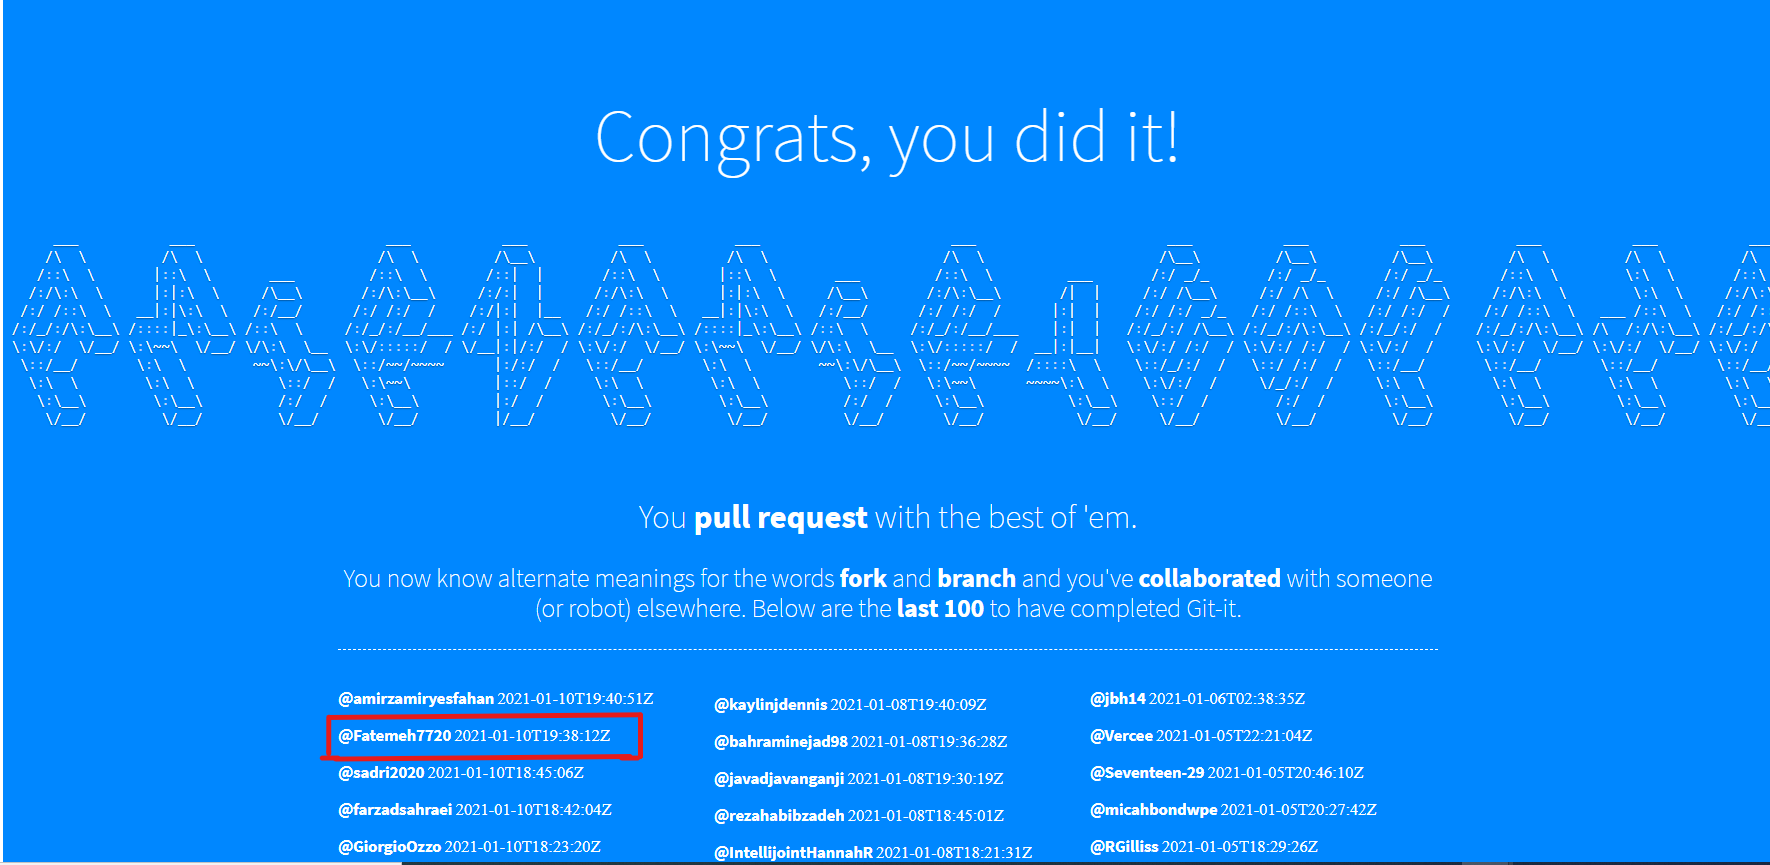 Congrats, you did it!
You pull request with the best of 'em.
You now know alternate meanings for the words fork and branch and you've collaborated with someone
(or robot) elsewhere. Below are the last 100 to have completed Git-it.
@amirzamiryesfahan 2021-01-10T19:40:51Z
@Fatemeh7720 2021-01-10T19:38:12Z
@sadri2020 2021-01-10T18:45:06Z
@farzadsahraei 2021-01-10T18:42:04Z
@GiorgioOzzo 2021-01-10T18:23:20Z
@kaylinjdennis 2021-01-08T19:40:09Z
@bahraminejad98 2021-01-08T19:36:28Z
@javadjavanganji 2021-01-08T19:30:19Z
@rezahabibzadeh 2021-01-08T18:45:01Z
@IntellijointHannahR 2021-01-08T18:21:31Z
@jbh14 2021-01-06T02:38:35Z
@Vercee 2021-01-05T22:21:04Z
@Seventeen-29 2021-01-05T20:46:10Z
@micahbondwpe 2021-01-05T20:27:42Z
@RGilliss 2021-01-05T18:29:26Z